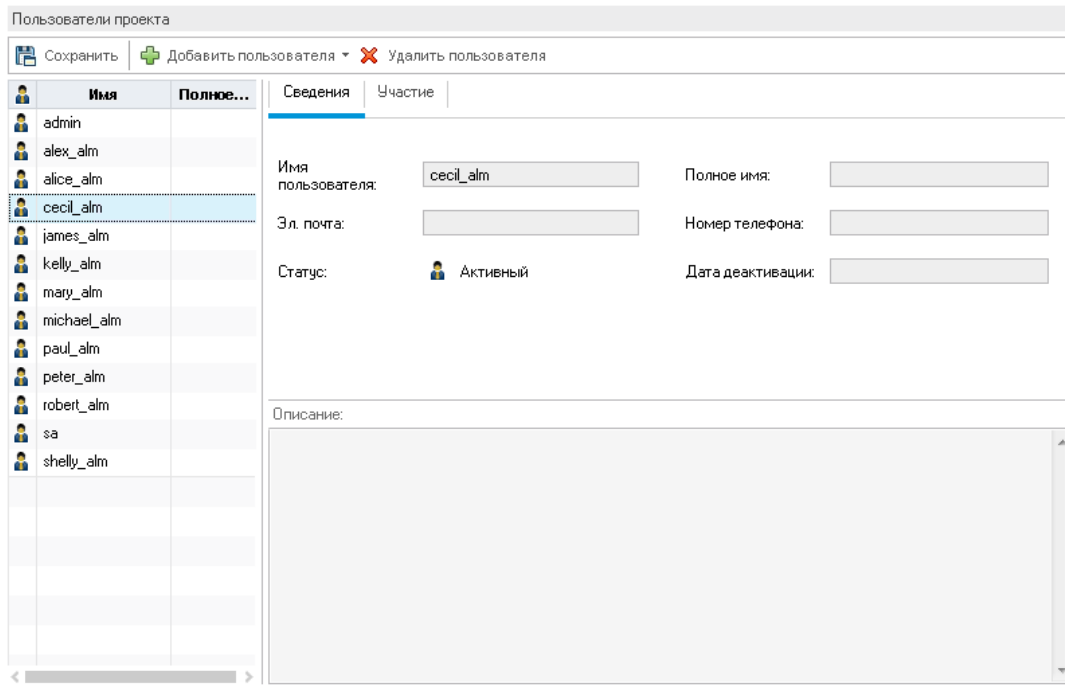 Пользователи проекта
Сохранить Добавить пользователя Удалить пользователя
Имя Полное...
admin
alex_alm
alice_alm
cecil_alm
james_alm
kelly_alm
mary_alm
michael_alm
paul_alm
peter_alm
robert_alm
sa
shelly_alm
Сведения Участие
Имя
пользователя: cecil_alm Полное имя:
Эл. почта: Номер телефона:
Статус: Активный Дата деактивации:
Описание: